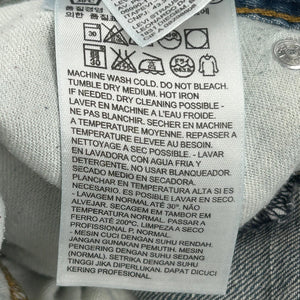 30
30
MACHINE WASH COLD. DO NOT BLEACH.
TUMBLE DRY MEDIUM. HOT IRON
IF NEEDED. DRY CLEANING POSSIBLE -
LAVER EN MACHINE A L'EAU FROIDE.
NE PAS BLANCHIR. SECHER EN MACHINE
A TEMPERATURE MOYENNE. REPASSER A
TEMPERATURE ELEVEE AU BESOIN.
NETTOYAGE A SEC POSSIBLE. - LAVAR
EN LAVADORA CON AGUA FRIA Y
DETERGENTE. NO USAR BLANQUEADOR.
SECADO MEDIO EN SECADORA.
PLANCHAR EN TEMPERATURA ALTA SI ES
NECESARIO. ES POSIBLE LAVAR EN SECO.
- LAVAGEM NORMAL ATÉ 30°. NÃO
ALVEJAR. SECAGEM EM TAMBOR EM
FERRO ATÉ 200°C. LIMPEZA A SECO
PROFISSIONAL P, NORMAL.
- MESIN CUCI DENGAN SUHU RENDAH.
JANGAN GUNAKAN PEMUTIH. MESIN
PENGERING DENGAN SUHU SEDANG
(NORMAL). SETRIKA DENGAN SUHU
TINGGI JIKA DIPERLUKAN. DAPAT DICUCI
KERING PROFESIONAL.